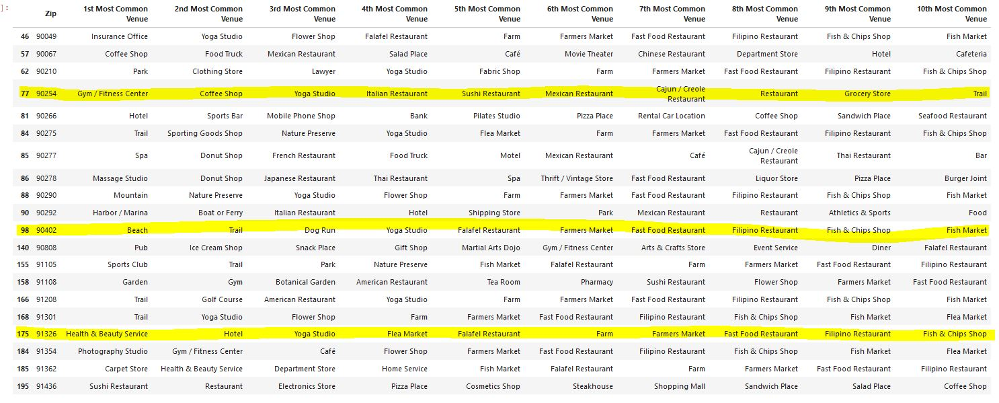 ]:
Zip 1st Most Common Venue 2nd Most Common Venue 3rd Most Common Venue 4th Most Common Venue 5th Most Common Venue 6th Most Common Venue 7th Most Common Venue 8th Most Common Venue 9th Most Common Venue 10th Most Common Venue
46 90049 Insurance Office Yoga Studio Flower Shop Falafel Restaurant Farm Farmers Market Fast Food Restaurant Filipino Restaurant Fish & Chips Shop Fish Market
57 90067 Coffee Shop Food Truck Mexican Restaurant Salad Place Café Movie Theater Chinese Restaurant Department Store Hotel Cafeteria
62 90210 Park Clothing Store Lawyer Yoga Studio Fabric Shop Farm Farmers Market Fast Food Restaurant Filipino Restaurant Fish & Chips Shop
77 90254 Gym / Fitness Center Coffee Shop Yoga Studio Italian Restaurant Sushi Restaurant Mexican Restaurant Cajun / Creole Restaurant Restaurant Grocery Store Trail
81 90266 Hotel Sports Bar Mobile Phone Shop Bank Pilates Studio Pizza Place Rental Car Location Coffee Shop Sandwich Place Seafood Restaurant
84 90275 Trail Sporting Goods Shop Nature Preserve Yoga Studio Flea Market Farm Farmers Market Fast Food Restaurant Filipino Restaurant Fish & Chips Shop
85 90277 Spa Donut Shop French Restaurant Food Truck Motel Mexican Restaurant Café Cajun / Creole Restaurant Thai Restaurant Bar
86 90278 Massage Studio Donut Shop Japanese Restaurant Thai Restaurant Spa Thrift / Vintage Store Fast Food Restaurant Liquor Store Pizza Place Burger Joint
88 90290 Mountain Nature Preserve Yoga Studio Flower Shop Farm Farmers Market Fast Food Restaurant Filipino Restaurant Fish & Chips Shop Fish Market
90 90292 Harbor / Marina Boat or Ferry Italian Restaurant Hotel Shipping Store Park Mexican Restaurant Restaurant Athletics & Sports Food
98 90402 Beach Trail Dog Run Yoga Studio Falafel Restaurant Farmers Market Fast Food Restaurant Filipino Restaurant Fish & Chips Shop Fish Market
140 90808 Pub Ice Cream Shop Snack Place Gift Shop Martial Arts Dojo Gym / Fitness Center Arts & Crafts Store Event Service Diner Falafel Restaurant
155 91105 Sports Club Trail Park Nature Preserve Fish Market Falafel Restaurant Farm Farmers Market Fast Food Restaurant Filipino Restaurant
158 91108 Garden Gym Botanical Garden American Restaurant Tea Room Pharmacy Sushi Restaurant Flower Shop Farmers Market Fast Food Restaurant
166 91208 Trail Golf Course American Restaurant Yoga Studio Farm Farmers Market Fast Food Restaurant Filipino Restaurant Fish & Chips Shop Fish Market
168 91301 Trail Yoga Studio Flower Shop Farm Farmers Market Fast Food Restaurant Filipino Restaurant Fish & Chips Shop Fish Market Flea Market
175 91326 Health & Beauty Service Hotel Yoga Studio Flea Market Falafel Restaurant Farm Farmers Market Fast Food Restaurant Filipino Restaurant Fish & Chips Shop
184 91354 Photography Studio Gym / Fitness Center Café Flower Shop Farmers Market Fast Food Restaurant Filipino Restaurant Fish & Chips Shop Fish Market Flea Market
185 91362 Carpet Store Health & Beauty Service Department Store Home Service Fish Market Falafel Restaurant Farm Farmers Market Fast Food Restaurant Filipino Restaurant
195 91436 Sushi Restaurant Restaurant Electronics Store Pizza Place Cosmetics Shop Steakhouse Shopping Mall Sandwich Place Salad Place Coffee Shop